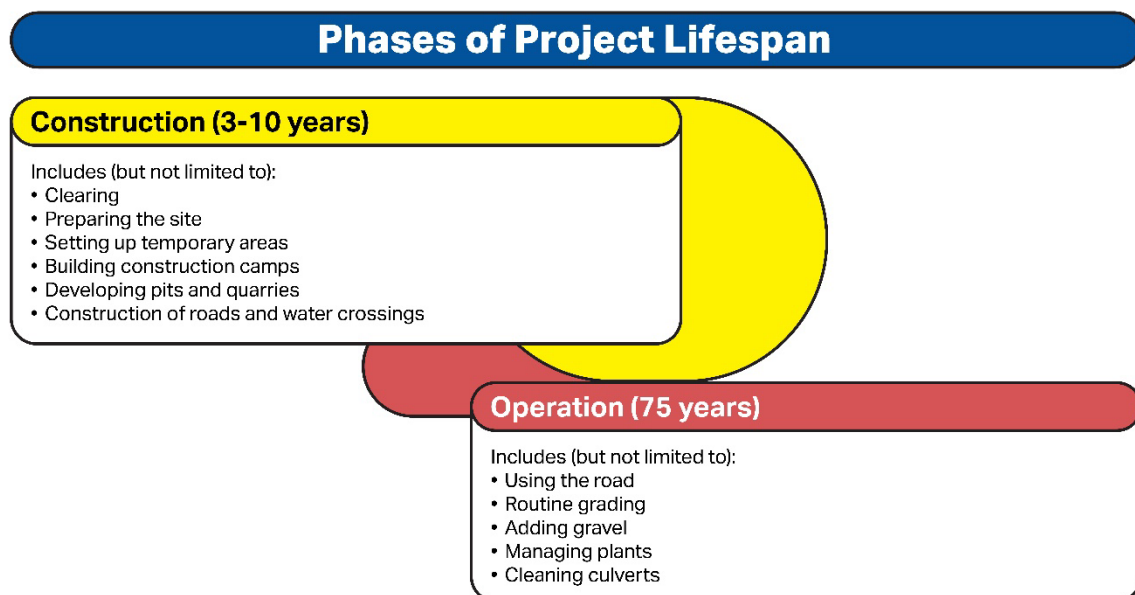 Phases of Project Lifespan
Construction (3-10 years)
Includes (but not limited to):
• Clearing
• Preparing the site
• Setting up temporary areas
• Building construction camps
• Developing pits and quarries
• Construction of roads and water crossings
Operation (75 years)
Includes (but not limited to):
• Using the road
• Routine grading
• Adding gravel
• Managing plants
• Cleaning culverts